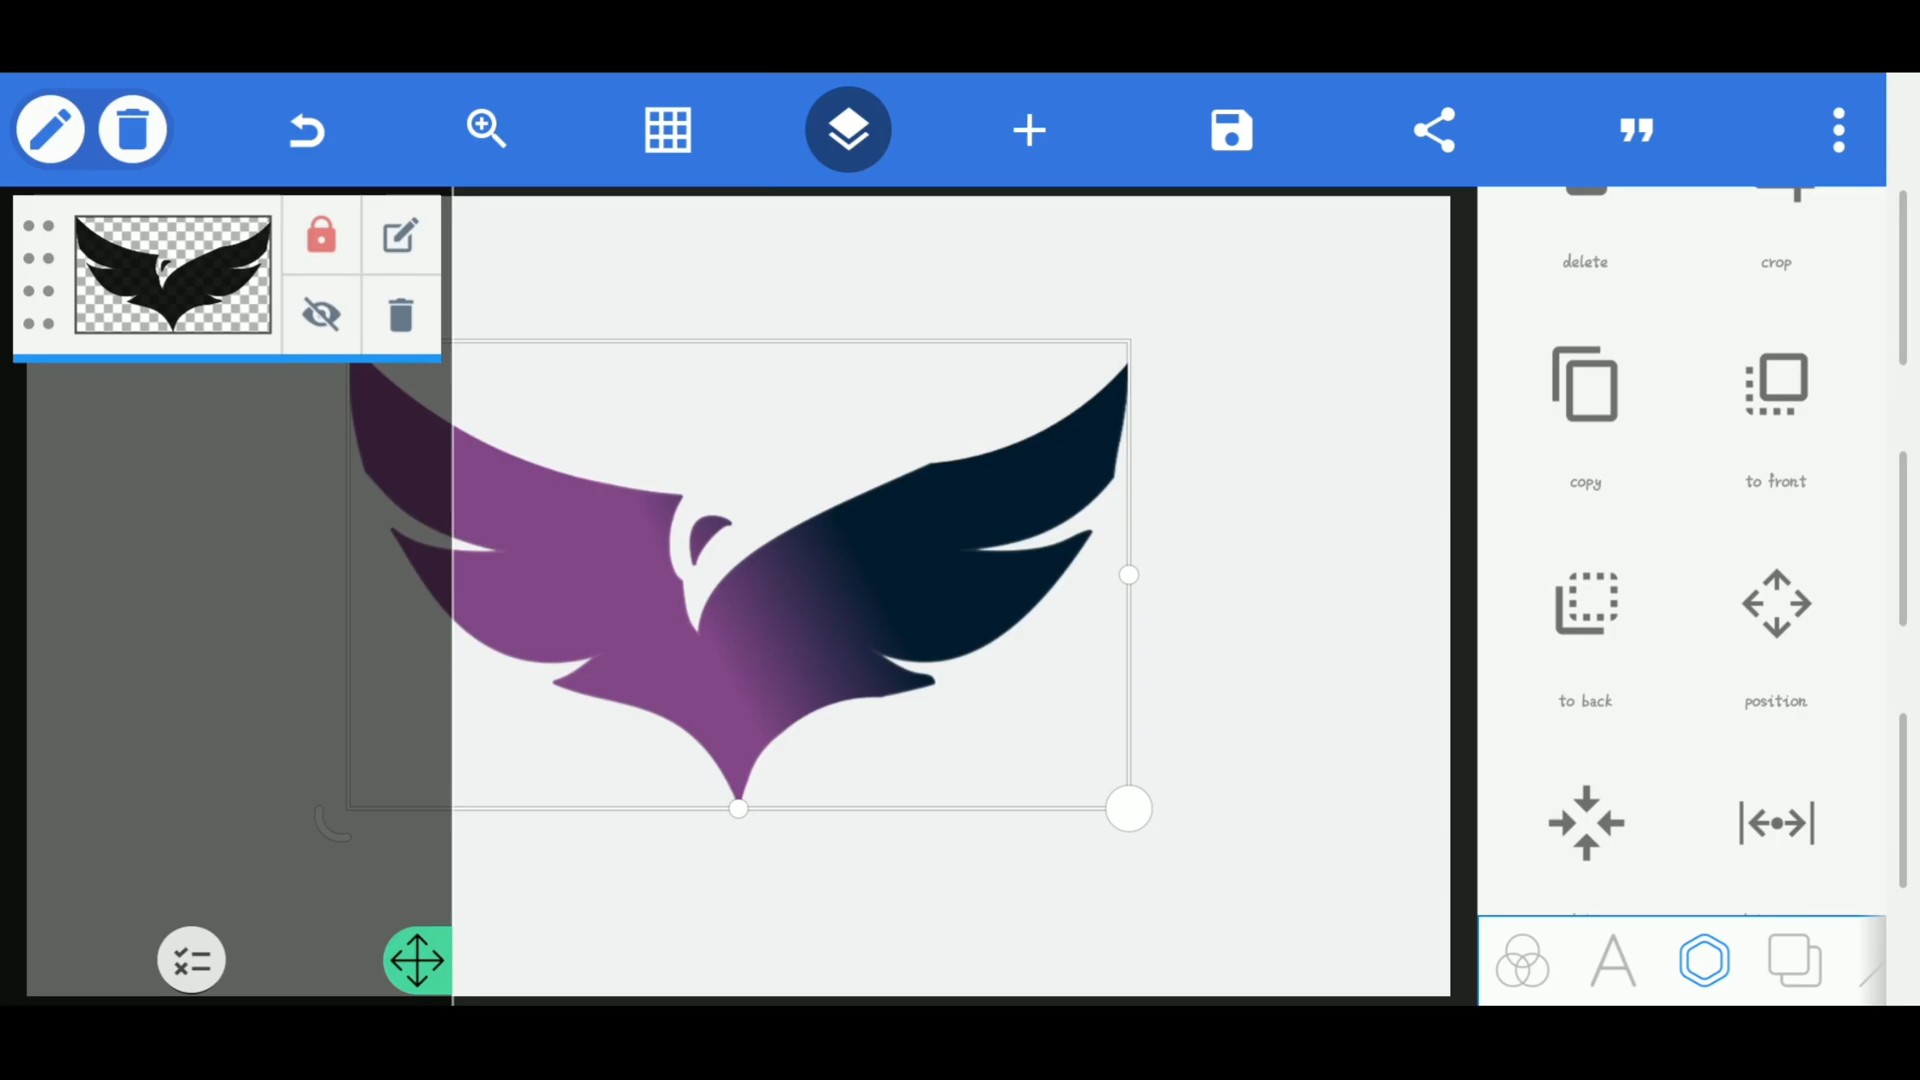 delete
crop
copy
to front
to back
position